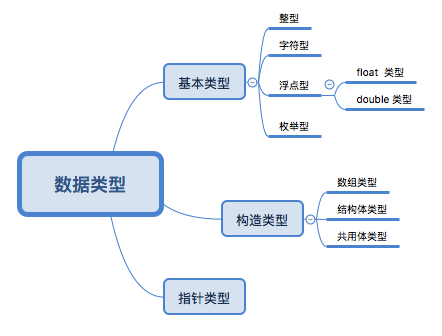 数据类型
基本类型
整型
字符型
浮点型
float 类型
double 类型
枚举型
构造类型
数组类型
结构体类型
共用体类型
指针类型